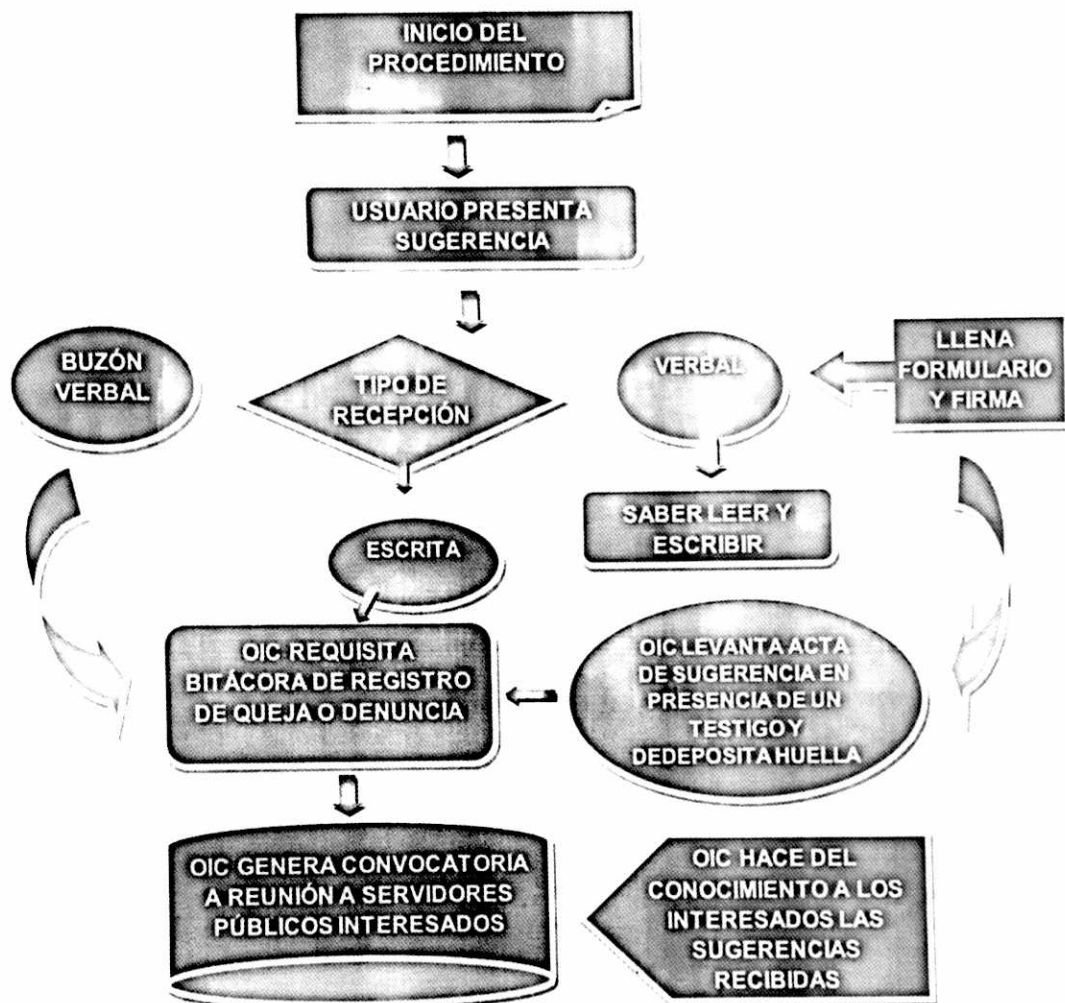 INICIO DEL
PROCEDIMIENTO
USUARIO PRESENTA
SUGERENCIA
BUZÓN
VERBAL
TIPO DE
RECEPCIÓN
VERBAL
LLENA
FORMULARIO
Y FIRMA
SABER LEER Y
ESCRIBIR
ESCRITA
OIC REQUISITA
BITÁCORA DE REGISTRO
DE QUEJA O DENUNCIA
OIC LEVANTA ACTA
DE SUGERENCIA EN
PRESENCIA DE UN
TESTIGO Y
DEDEPOSITA HUELLA
OIC GENERA CONVOCATORIA
A REUNIÓN A SERVIDORES
PÚBLICOS INTERESADOS
OIC HACE DEL
CONOCIMIENTO A LOS
INTERESADOS LAS
SUGERENCIAS
RECIBIDAS